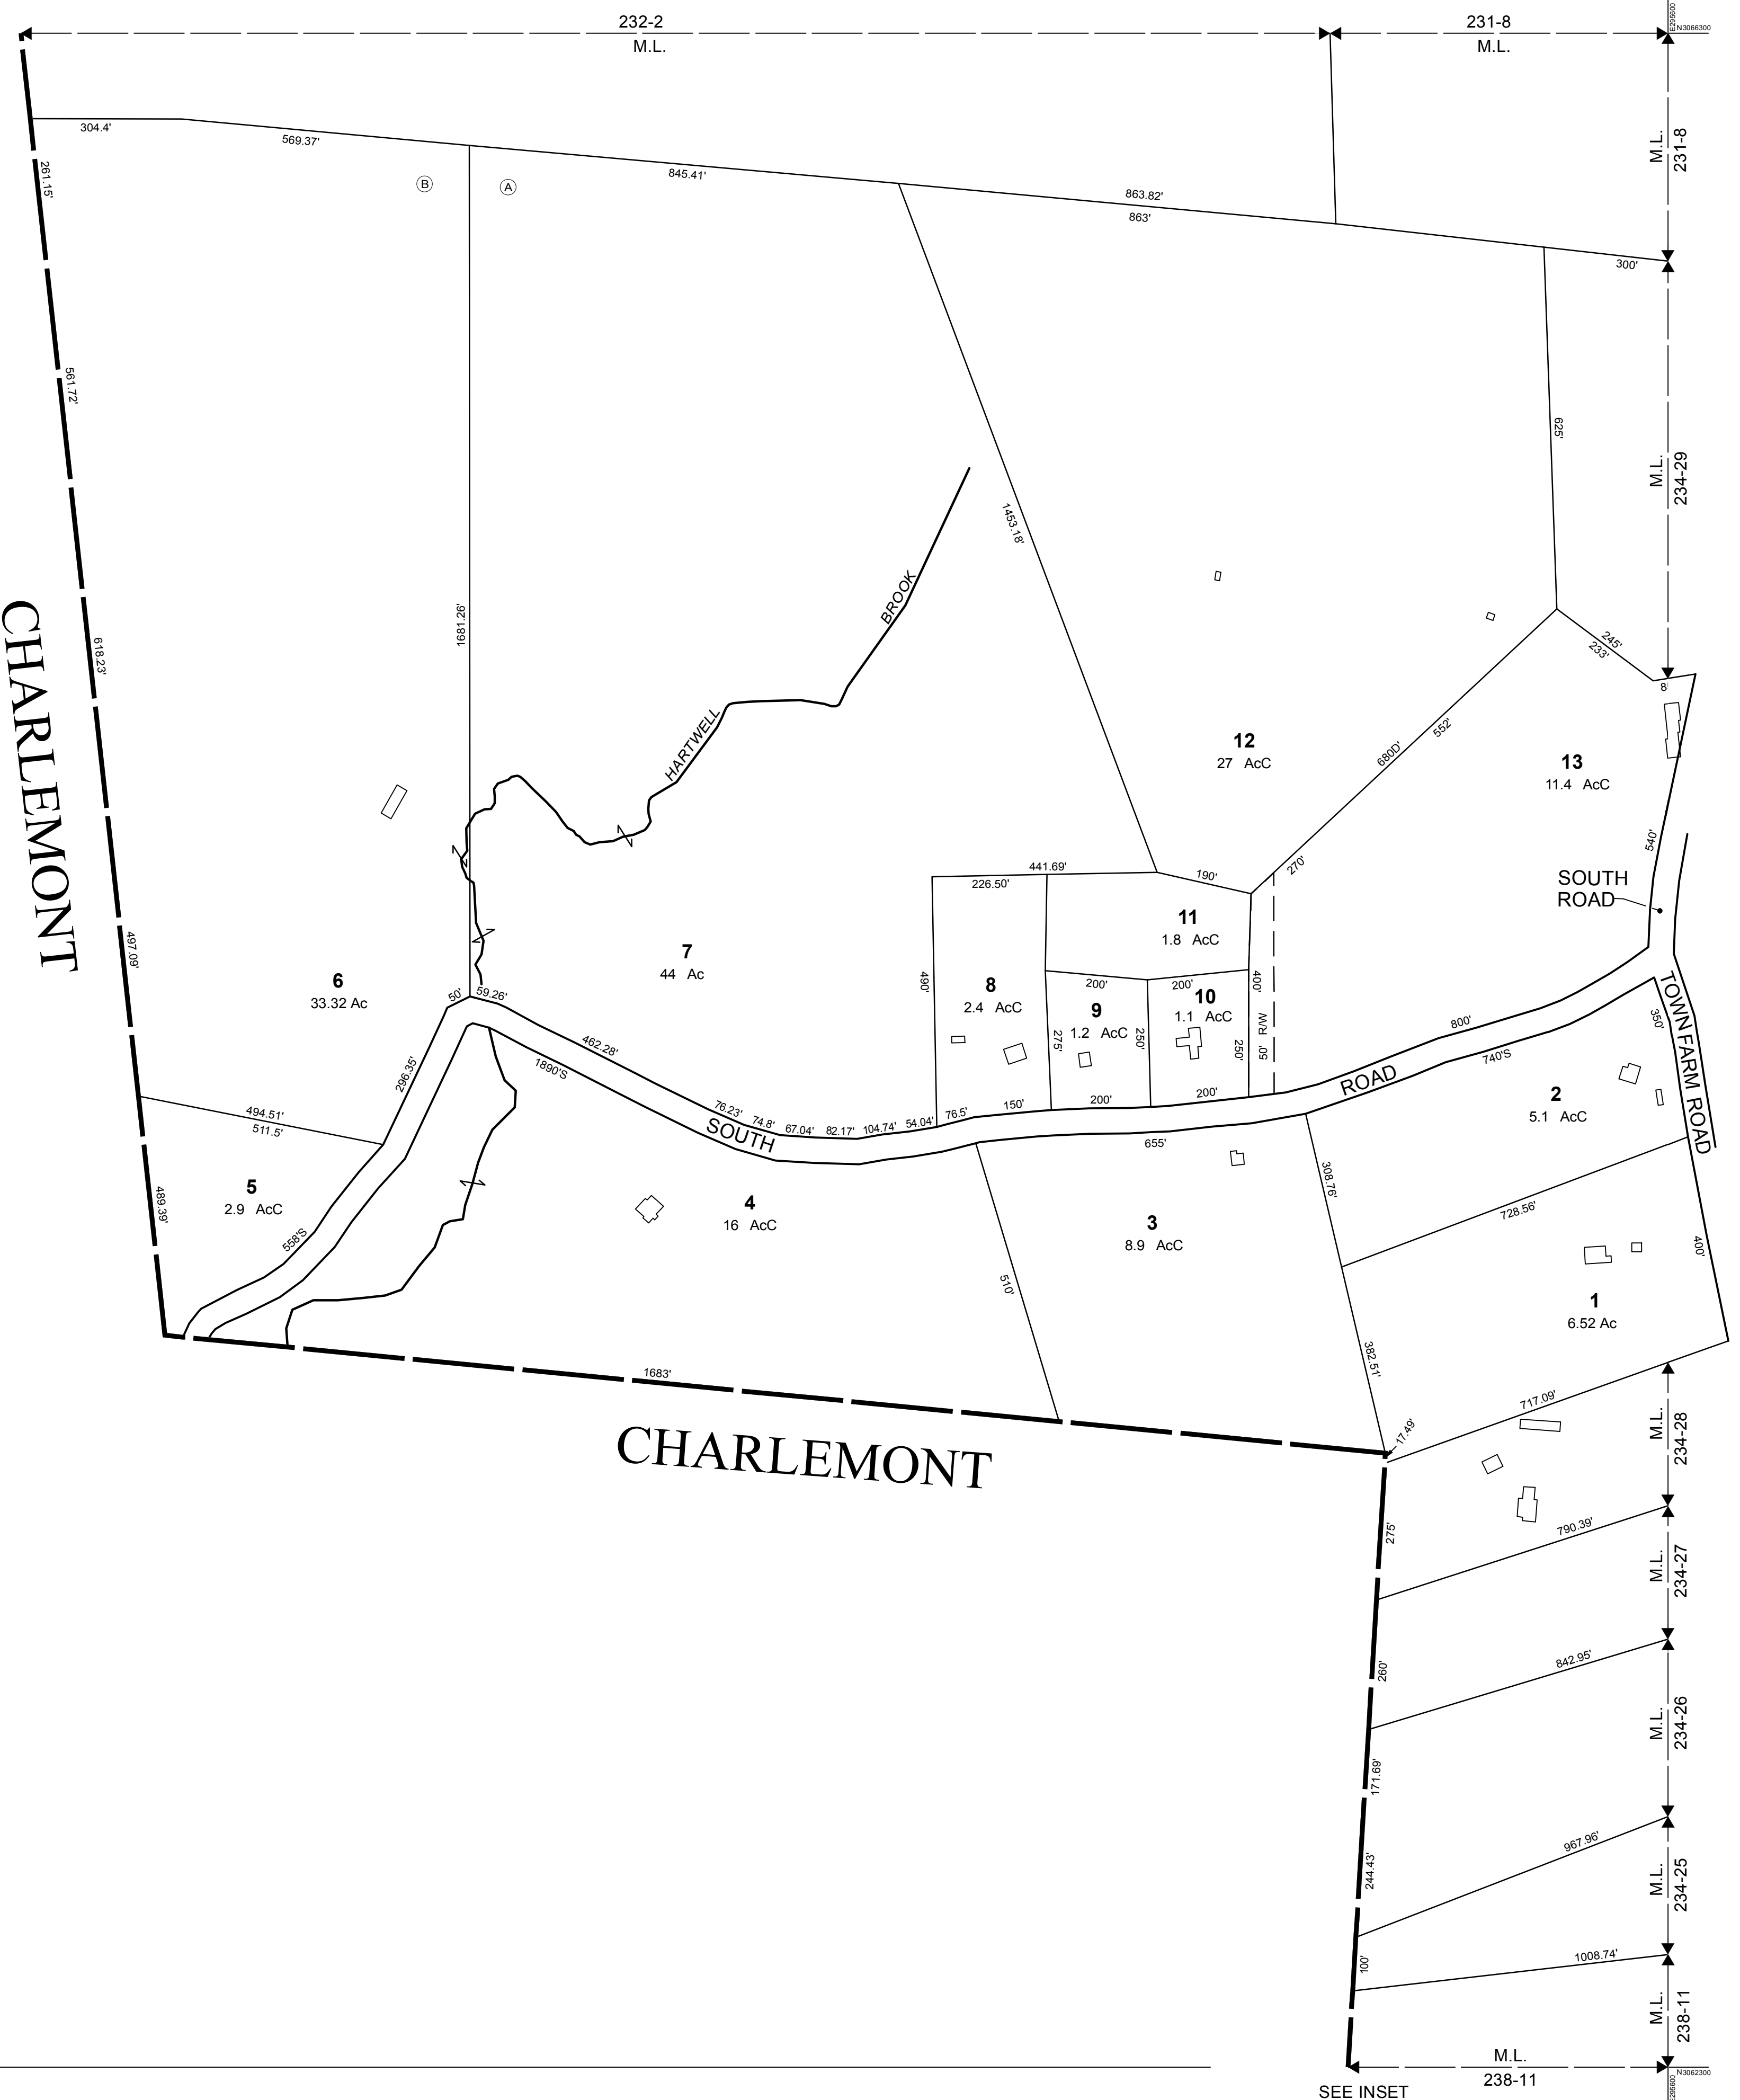 232-2
M.L.
231-8
M.L.
E295600
N3066300
304.4'
569.37'
261.15'
B
A
845.41'
863.82'
863'
M.L.
231-8
300'
561.72'
625'
M.L.
234-29
1453.18'
BROOK
CHARLEMONT
618.23'
1681.26'
245'
233'
8'
HARTWELL
12
27 AcC
680D'
552'
13
11.4 AcC
540'
441.69'
226.50'
190'
270'
SOUTH
ROAD
497.09'
7
44 Ac
11
1.8 AcC
6
33.32 Ac
50'
59.26'
490'
8
2.4 AcC
200'
200'
400'
9
1.2 AcC
10
1.1 AcC
275'
250'
250'
50' R/W
800'
350'
TOWN FARM ROAD
462.28'
1890'S
296.35'
740'S
ROAD
494.51'
511.5'
76.23'
74.8'
67.04'
82.17'
104.74'
54.04'
76.5'
150'
200'
200'
SOUTH
655'
2
5.1 AcC
489.39'
5
2.9 AcC
558'S
4
16 AcC
3
8.9 AcC
308.76'
728.56'
400'
510'
1
6.52 Ac
382.51'
1683'
CHARLEMONT
17.49'
717.09'
M.L.
234-28
275'
790.39'
M.L.
234-27
260'
842.95'
M.L.
234-26
171.69'
244.43'
967.96'
M.L.
234-25
100'
1008.74'
M.L.
238-11
M.L.
238-11
SEE INSET
N3062300
E295600